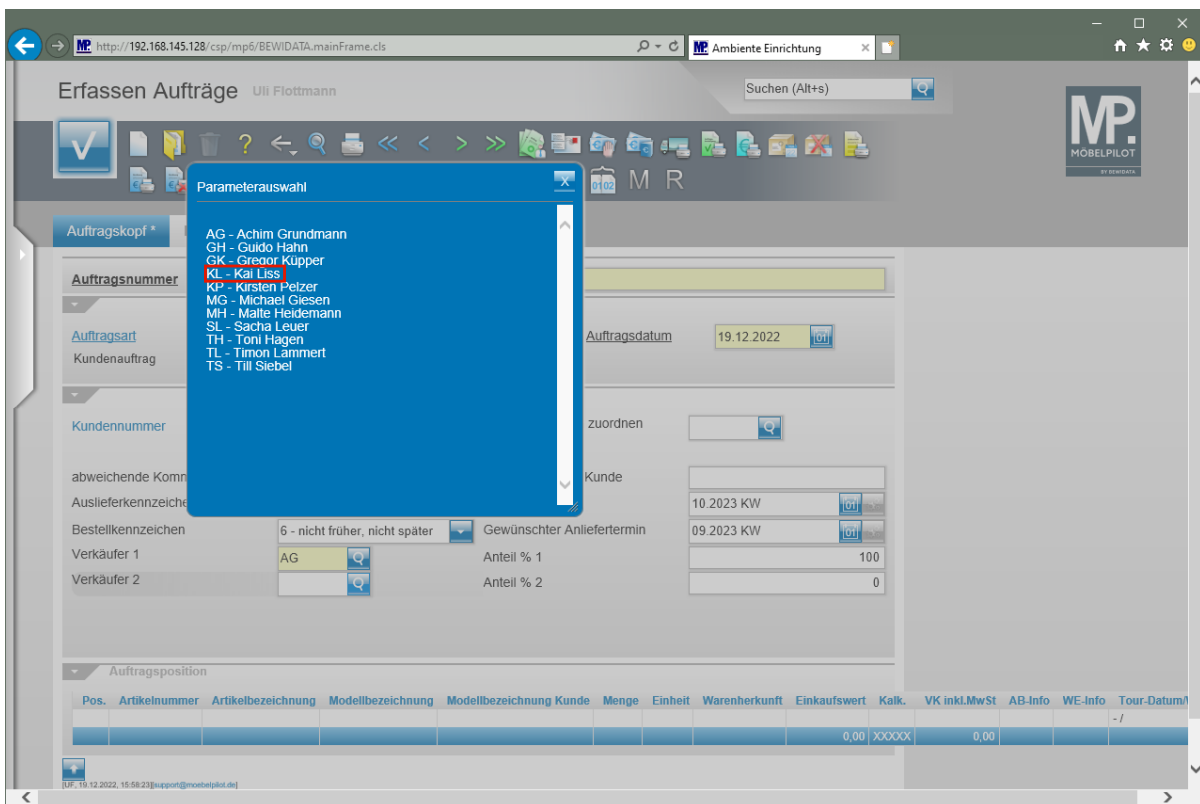 http://192.168.145.128/csp/mp6/BEWIDATA.mainFrame.cls
MP. Ambiente Einrichtung
Erfassen Aufträge Uli Flottmann
Suchen (Alt+s)
MP.
MÖBELPILOT
BY BEWIDATA
0102 M R
Parameterauswahl
X
AG - Achim Grundmann
GH - Guido Hahn
GK - Gregor Küpper
KL - Kai Liss
KP - Kirsten Pelzer
MG - Michael Giesen
MH - Malte Heidemann
SL - Sacha Leuer
TH - Toni Hagen
TL - Timon Lammert
TS - Till Siebel
Auftragskopf *
Auftragsnummer
Auftragsart
Auftragsdatum 19.12.2022
Kundenauftrag
Kundennummer
zuordnen
abweichende Komm
Kunde
Auslieferkennzeiche
10.2023 KW
Bestellkennzeichen 6 - nicht früher, nicht später Gewünschter Anliefertermin 09.2023 KW
Verkäufer 1 AG Anteil % 1 100
Verkäufer 2 Anteil % 2 0
Auftragsposition
Pos. Artikelnummer Artikelbezeichnung Modellbezeichnung Modellbezeichnung Kunde Menge Einheit Warenherkunft Einkaufswert Kalk. VK inkl.MwSt AB-Info WE-Info Tour-Datum/
- /
0,00 XXXXX 0,00
[UF, 19.12.2022, 15:58:23][support@moebelpilot.de]